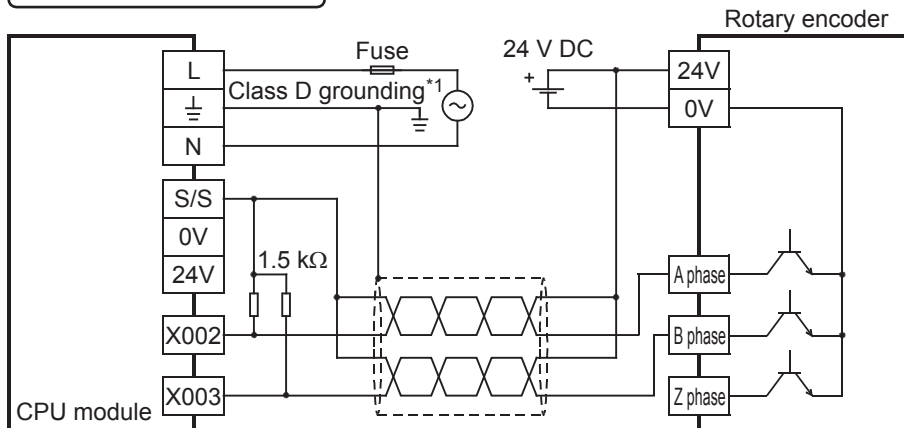 Rotary encoder
24 V DC
Fuse
L
Class D grounding*1
N
S/S
0V
24V
1.5 kΩ
X002
X003
CPU module
+
24V
0V
A phase
B phase
Z phase